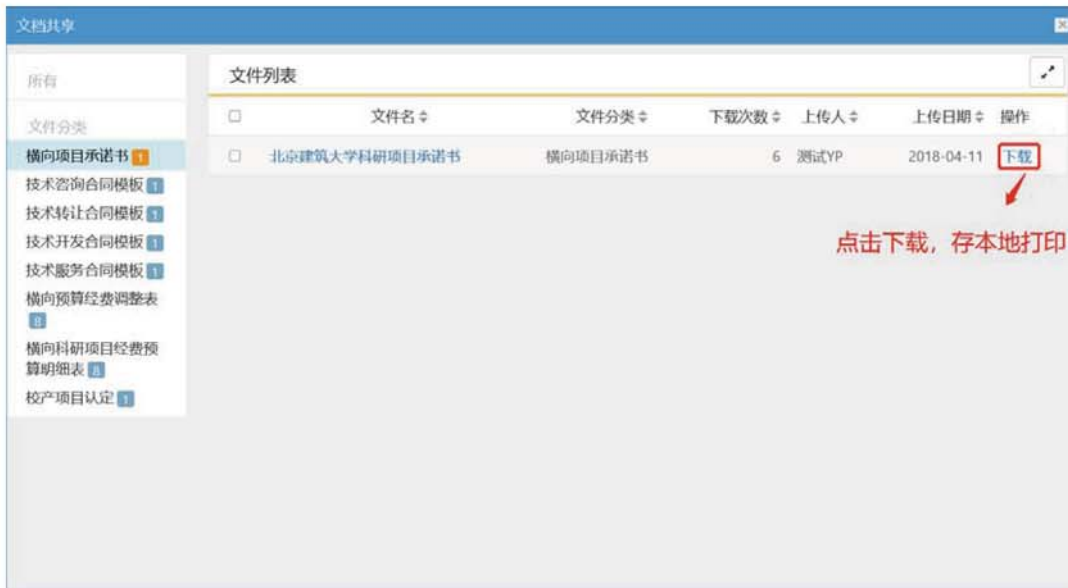 文档共享
所有
文件分类
横向项目承诺书 1
技术咨询合同模板 1
技术转让合同模板 1
技术开发合同模板 1
技术服务合同模板 1
横向预算经费调整表
8
横向科研项目经费预
算明细表 8
校产项目认定 1
文件列表
文件名 文件分类 下载次数 上传人 上传日期 操作
北京建筑大学科研项目承诺书 横向项目承诺书 6 测试YP 2018-04-11 下载
点击下载，存本地打印